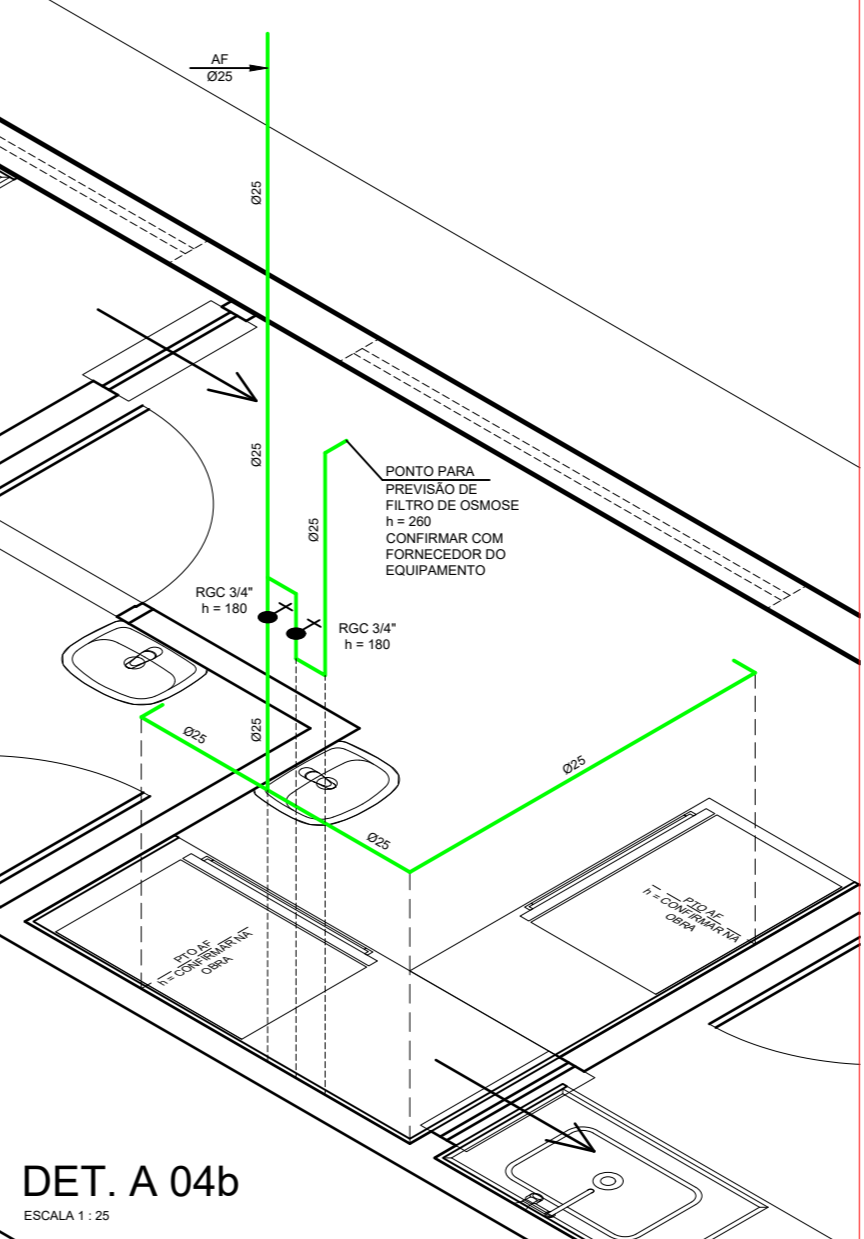 AF
Ø25
Ø25
Ø25
PONTO PARA
PREVISÃO DE
FILTRO DE OSMOSE
h = 260
CONFIRMAR COM
FORNECEDOR DO
EQUIPAMENTO
Ø25
RGC 3/4"
h = 180
RGC 3/4"
h = 180
Ø25
Ø25
Ø25
Ø25
PTO AF
h = CONFIRMAR NA
OBRA
PTO AF
h = CONFIRMAR NA
OBRA
DET. A 04b
ESCALA 1 : 25